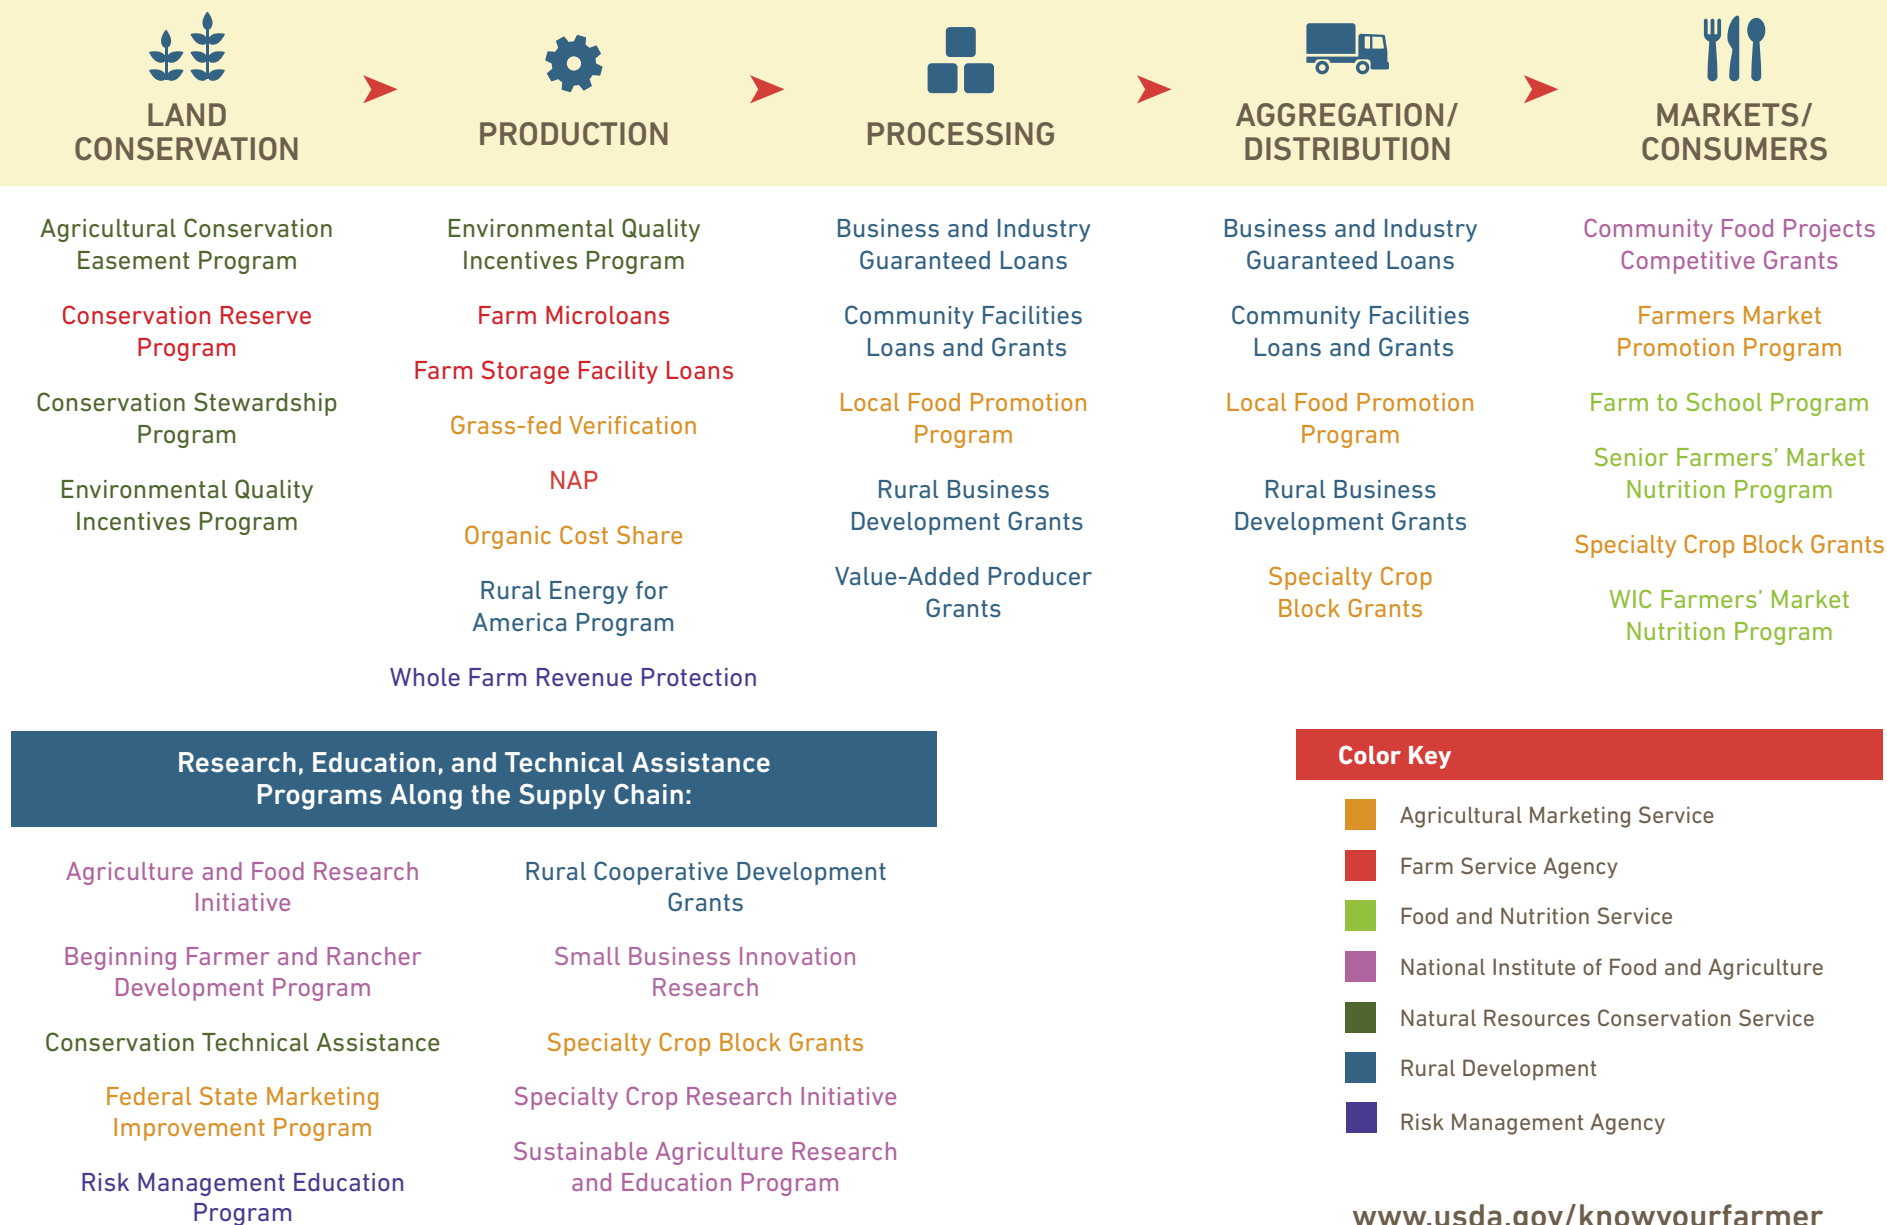 LAND
CONSERVATION
PRODUCTION
PROCESSING
AGGREGATION/
DISTRIBUTION
MARKETS/
CONSUMERS
Agricultural Conservation
Easement Program
Conservation Reserve
Program
Conservation Stewardship
Program
Environmental Quality
Incentives Program
Environmental Quality
Incentives Program
Farm Microloans
Farm Storage Facility Loans
Grass-fed Verification
NAP
Organic Cost Share
Rural Energy for
America Program
Whole Farm Revenue Protection
Business and Industry
Guaranteed Loans
Community Facilities
Loans and Grants
Local Food Promotion
Program
Rural Business
Development Grants
Value-Added Producer
Grants
Business and Industry
Guaranteed Loans
Community Facilities
Loans and Grants
Local Food Promotion
Program
Rural Business
Development Grants
Specialty Crop
Block Grants
Community Food Projects
Competitive Grants
Farmers Market
Promotion Program
Farm to School Program
Senior Farmers’ Market
Nutrition Program
Specialty Crop Block Grants
WIC Farmers’ Market
Nutrition Program
Research, Education, and Technical Assistance
Programs Along the Supply Chain:
Agriculture and Food Research
Initiative
Beginning Farmer and Rancher
Development Program
Conservation Technical Assistance
Federal State Marketing
Improvement Program
Risk Management Education
Program
Rural Cooperative Development
Grants
Small Business Innovation
Research
Specialty Crop Block Grants
Specialty Crop Research Initiative
Sustainable Agriculture Research
and Education Program
Color Key
Agricultural Marketing Service
Farm Service Agency
Food and Nutrition Service
National Institute of Food and Agriculture
Natural Resources Conservation Service
Rural Development
Risk Management Agency
www.usda.gov/knowyourfarmer